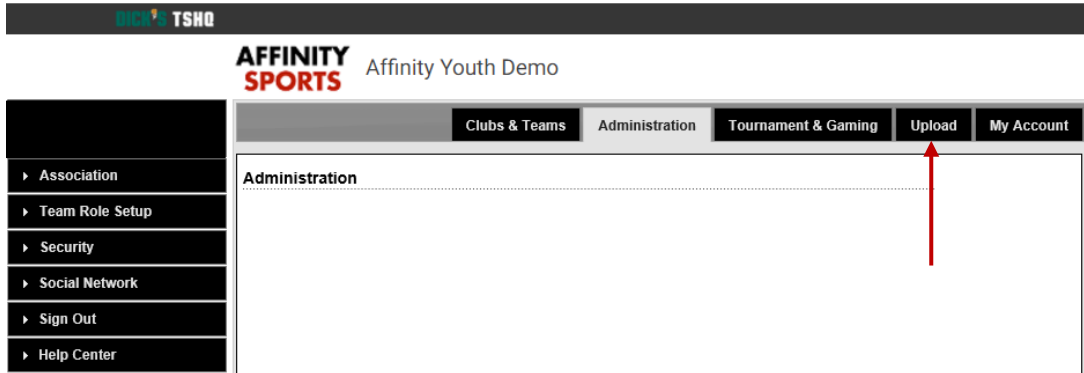 DICK'S TSHQ
AFFINITY
SPORTS
Affinity Youth Demo
Clubs & Teams Administration Tournament & Gaming Upload My Account
Administration
Association
Team Role Setup
Security
Social Network
Sign Out
Help Center